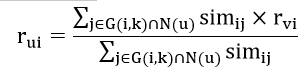 r_ui = ∑_{j∈G(i,k)∩N(u)} sim_ij × r_vi / ∑_{j∈G(i,k)∩N(u)} sim_ij